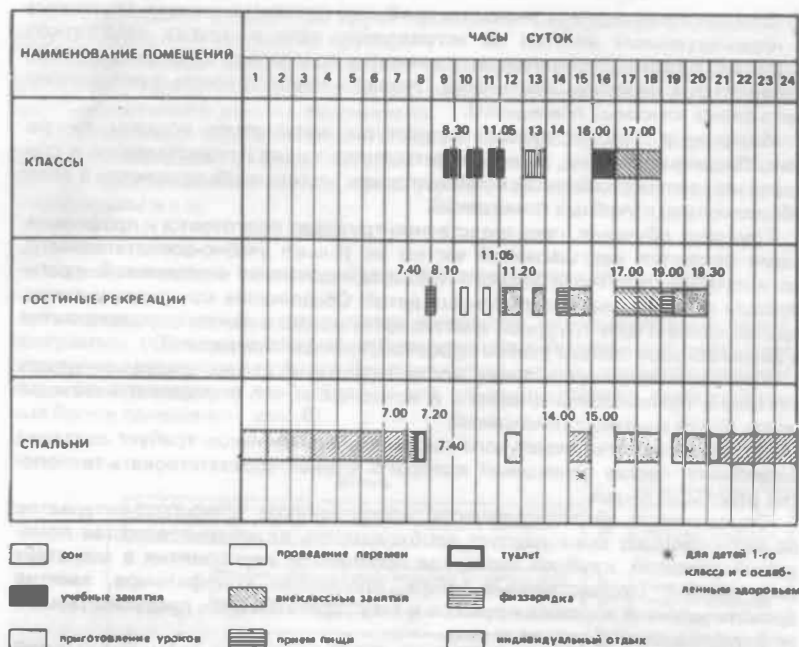 НАИМЕНОВАНИЕ ПОМЕЩЕНИЙ
ЧАСЫ СУТОК
1 2 3 4 5 6 7 8 9 10 11 12 13 14 15 16 17 18 19 20 21 22 23 24
КЛАССЫ
8.30 11.05 13 14 16.00 17.00
ГОСТИНЫЕ РЕКРЕАЦИИ
7.40 8.10 11.05 11.20 17.00 19.00 19.30
СПАЛЬНИ
7.00 7.20 7.40 14.00 15.00
*
сон
проведение перемен
туалет
* для детей 1-го
класса и с ослаб-
ленным здоровьем
учебные занятия
внеклассные занятия
физзарядка
приготовление уроков
прием пищи
индивидуальный отдых